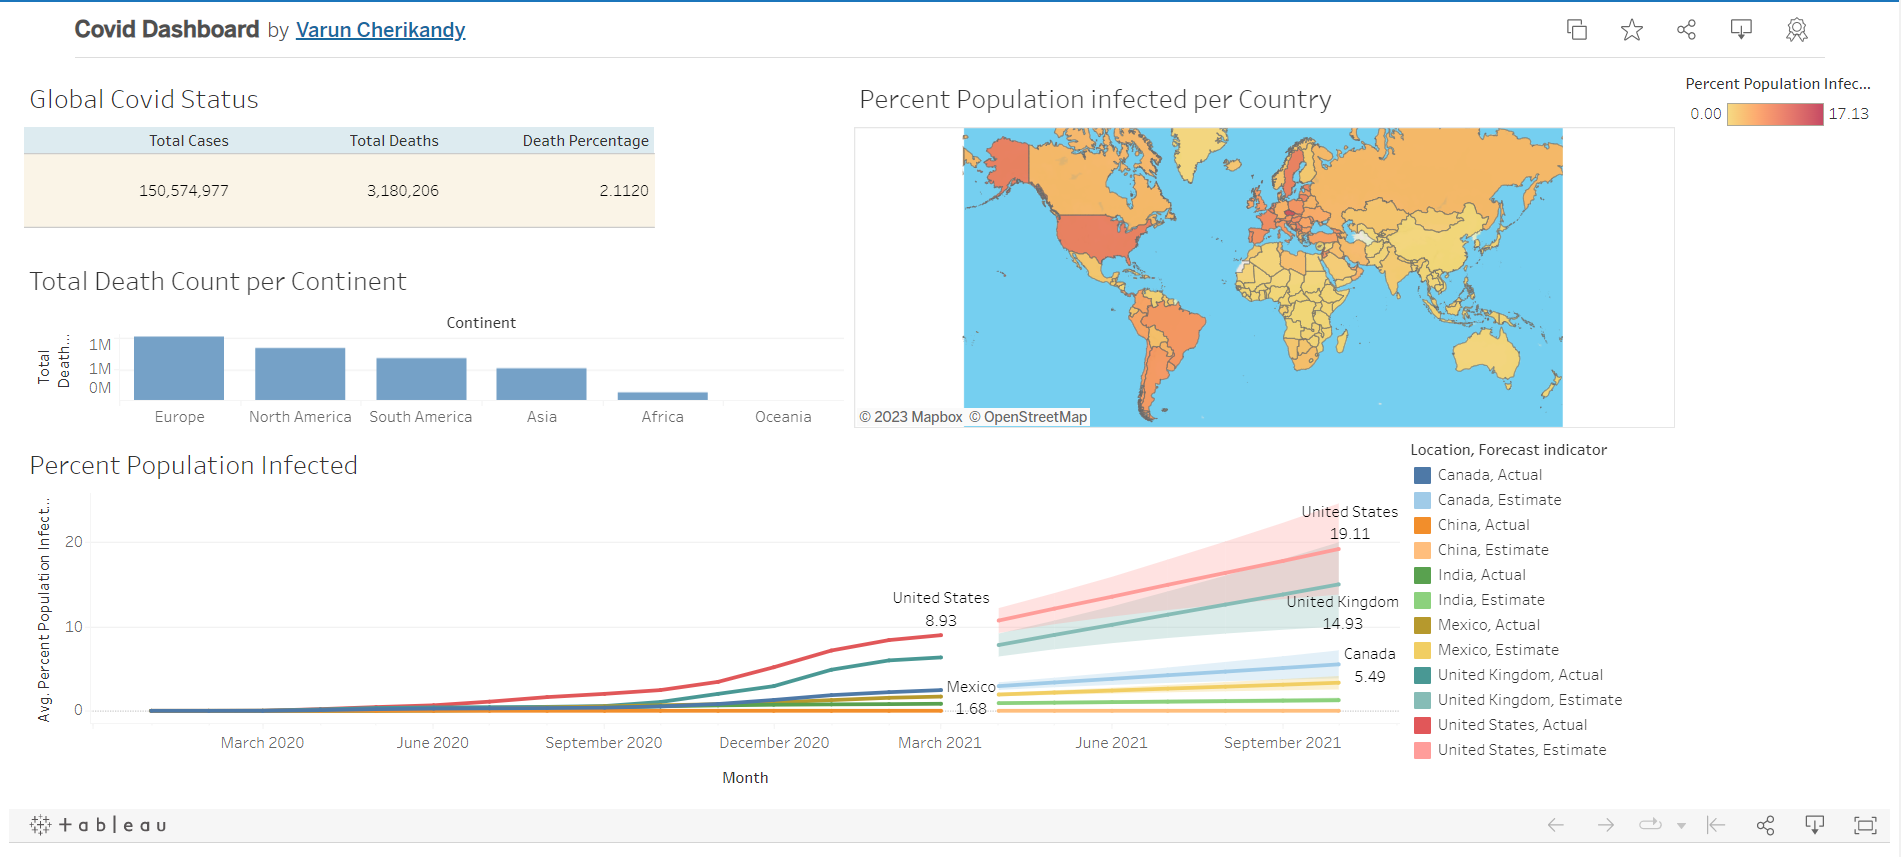 Covid Dashboard by Varun Cherikandy
Global Covid Status
Total Cases Total Deaths Death Percentage
150,574,977 3,180,206 2.1120
Percent Population infected per Country
© 2023 Mapbox © OpenStreetMap
Percent Population Infec...
0.00 17.13
Total Death Count per Continent
Continent
Total
Death...
1M
1M
0M
Europe North America South America Asia Africa Oceania
Percent Population Infected
Avg. Percent Population Infect...
20
10
0
United States
8.93
Mexico
1.68
United States
19.11
United Kingdom
14.93
Canada
5.49
March 2020 June 2020 September 2020 December 2020 March 2021 June 2021 September 2021
Month
Location, Forecast indicator
Canada, Actual
Canada, Estimate
China, Actual
China, Estimate
India, Actual
India, Estimate
Mexico, Actual
Mexico, Estimate
United Kingdom, Actual
United Kingdom, Estimate
United States, Actual
United States, Estimate
+ableau